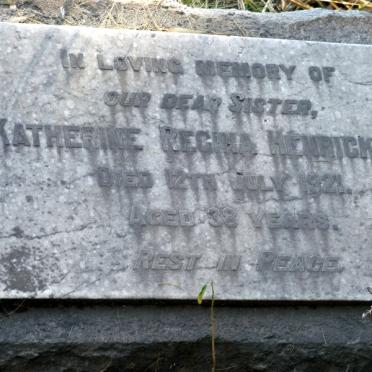 In loving memory of
our dear sister,
Katherine Regina Henrick
Died 12th July 1921.
Aged 38 years.
Rest in Peace.